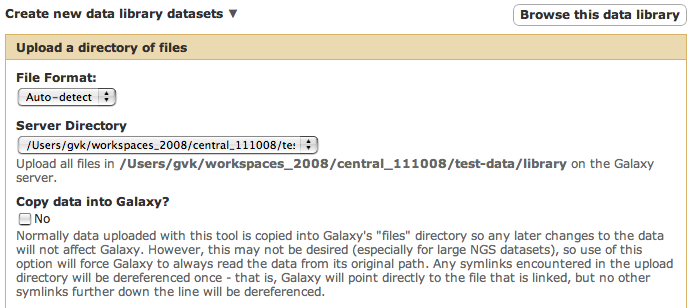 Create new data library datasets ▼
Browse this data library
Upload a directory of files
File Format:
Auto-detect
Server Directory
/Users/gvk/workspaces_2008/central_111008/tes
Upload all files in /Users/gvk/workspaces_2008/central_111008/test-data/library on the Galaxy
server.
Copy data into Galaxy?
No
Normally data uploaded with this tool is copied into Galaxy's "files" directory so any later changes to the data
will not affect Galaxy. However, this may not be desired (especially for large NGS datasets), so use of this
option will force Galaxy to always read the data from its original path. Any symlinks encountered in the upload
directory will be dereferenced once - that is, Galaxy will point directly to the file that is linked, but no other
symlinks further down the line will be dereferenced.